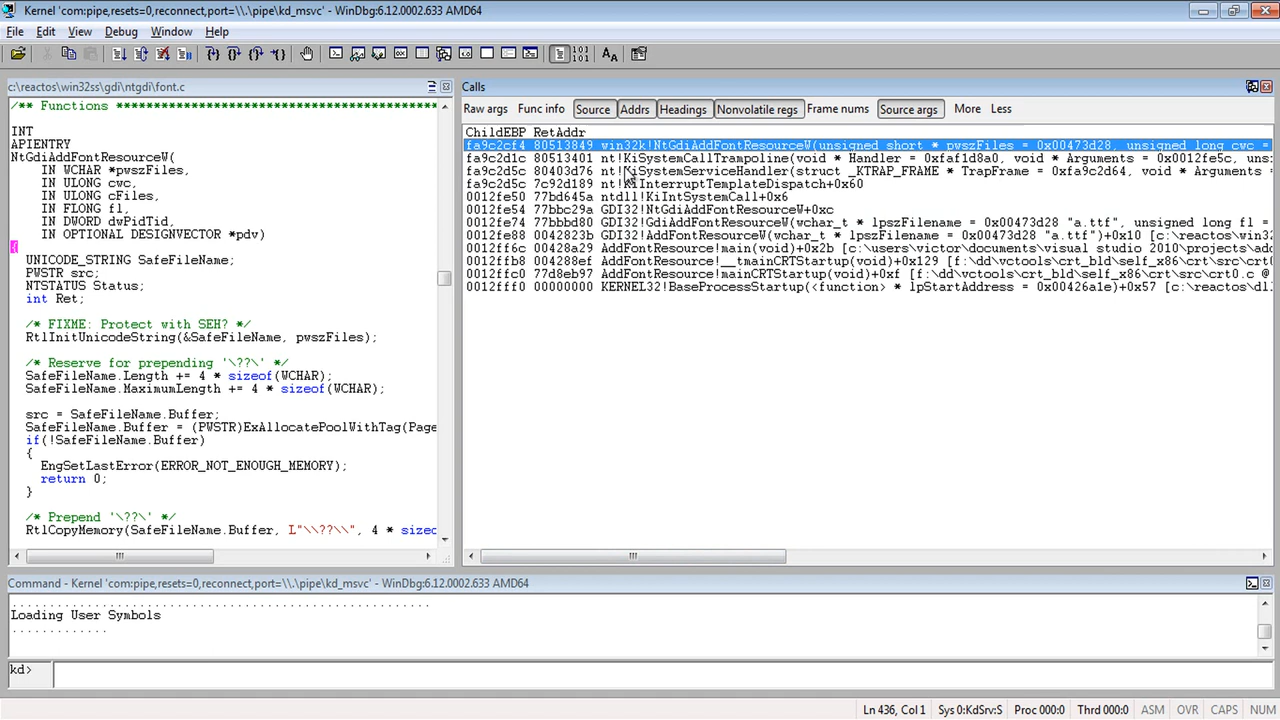 Kernel 'com:pipe,resets=0,reconnect,port=\\.\pipe\kd_msvc' - WinDbg:6.12.0002.633 AMD64
File Edit View Debug Window Help
c:\reactos\win32ss\gdi\ntgdi\font.c
/** Functions *******************************************
INT
APIENTRY
NtGdiAddFontResourceW(
IN WCHAR *pwszFiles,
IN ULONG cwc,
IN ULONG cFiles,
IN FLONG fl,
IN DWORD dwPidTid,
IN OPTIONAL DESIGNVECTOR *pdv)
{
UNICODE_STRING SafeFileName;
PWSTR src;
NTSTATUS Status;
int Ret;
/* FIXME: Protect with SEH? */
RtlInitUnicodeString(&SafeFileName, pwszFiles);
/* Reserve for prepending '\??\' */
SafeFileName.Length += 4 * sizeof(WCHAR);
SafeFileName.MaximumLength += 4 * sizeof(WCHAR);
src = SafeFileName.Buffer;
SafeFileName.Buffer = (PWSTR)ExAllocatePoolWithTag(Page
if(!SafeFileName.Buffer)
{
EngSetLastError(ERROR_NOT_ENOUGH_MEMORY);
return 0;
}
/* Prepend '\??\' */
RtlCopyMemory(SafeFileName.Buffer, L"\\??\\", 4 * sizeo
Calls
Raw args Func info Source Addrs Headings Nonvolatile regs Frame nums Source args More Less
ChildEBP RetAddr
fa9c2cf4 80513849 win32k!NtGdiAddFontResourceW(unsigned short * pwszFiles = 0x00473d28, unsigned long cwc =
fa9c2d1c 80513401 nt!KiSystemCallTrampoline(void * Handler = 0xfaf1d8a0, void * Arguments = 0x0012fe5c, uns
fa9c2d5c 80403d76 nt!KiSystemServiceHandler(struct _KTRAP_FRAME * TrapFrame = 0xfa9c2d64, void * Arguments =
fa9c2d5c 7c92d189 nt!KiInterruptTemplateDispatch+0x60
0012fe50 77bd645a ntdll!KiIntSystemCall+0x6
0012fe54 77bbc29a GDI32!NtGdiAddFontResourceW+0xc
0012fe74 77bbbc21 GDI32!GdiAddFontResourceW(wchar_t * lpszFilename = 0x00473d28 "a.ttf", unsigned long fl =
0012fe88 0042823b GDI32!AddFontResourceW(wchar_t * lpszFilename = 0x00473d28 "a.ttf")+0x10 [c:\reactos\win3
0012ff6c 00428a29 AddFontResource!main(void)+0x2b [c:\users\victor\documents\visual studio 2010\projects\ad
0012ffb8 004288ef AddFontResource!__tmainCRTStartup(void)+0x129 [f:\dd\vctools\crt_bld\self_x86\crt\src\crt
0012ffc0 77d8eb97 AddFontResource!mainCRTStartup(void)+0xf [f:\dd\vctools\crt_bld\self_x86\crt\src\crt0.c @
0012fff0 00000000 KERNEL32!BaseProcessStartup(<function> * lpStartAddress = 0x00426a1e)+0x57 [c:\reactos\dll
Command - Kernel 'com:pipe,resets=0,reconnect,port=\\.\pipe\kd_msvc' - WinDbg:6.12.0002.633 AMD64
.......................................................
Loading User Symbols
.............
kd>
Ln 436, Col 1 Sys 0:KdSrv:S Proc 000:0 Thrd 000:0 ASM OVR CAPS NUM